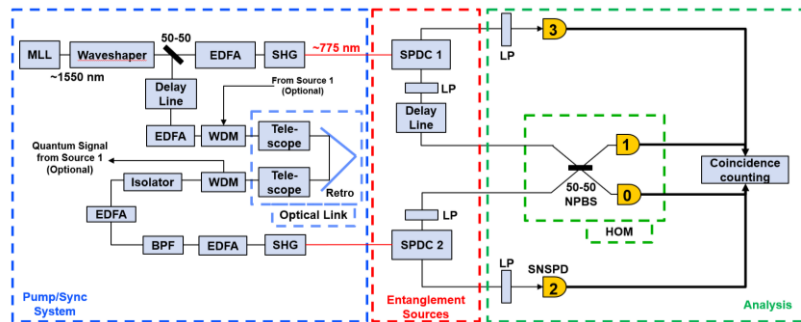 MLL
Waveshaper
50-50
EDFA
SHG
~775 nm
~1550 nm
Delay
Line
From Source 1
(Optional)
EDFA
WDM
Tele-
scope
Quantum Signal
from Source 1
(Optional)
Isolator
WDM
Tele-
scope
Retro
Optical Link
EDFA
BPF
EDFA
SHG
Pump/Sync
System
SPDC 1
LP
Delay
Line
LP
SPDC 2
Entanglement
Sources
LP
3
1
50-50
NPBS
0
HOM
Coincidence
counting
LP
SNSPD
2
Analysis